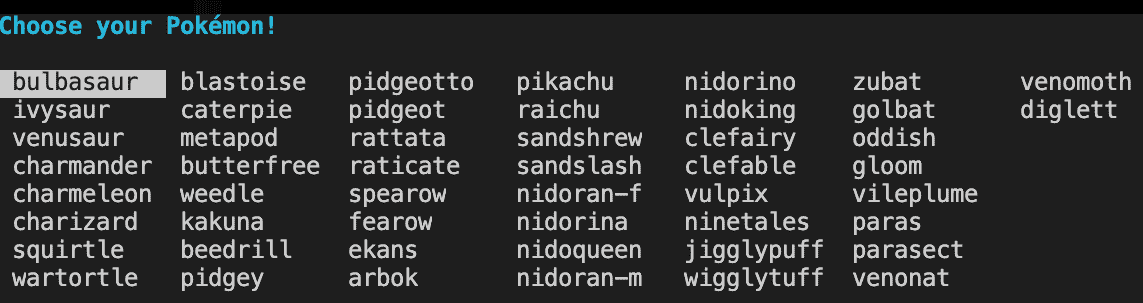 Choose your Pokémon!
bulbasaur blastoise pidgeotto pikachu nidorino zubat venomoth
ivysaur caterpie pidgeot raichu nidoking golbat diglett
venusaur metapod rattata sandshrew clefairy oddish
charmander butterfree raticate sandslash clefable gloom
charmeleon weedle spearow nidoran-f vulpix vileplume
charizard kakuna fearow nidorina ninetales paras
squirtle beedrill ekans nidoqueen jigglypuff parasect
wartortle pidgey arbok nidoran-m wigglytuff venonat